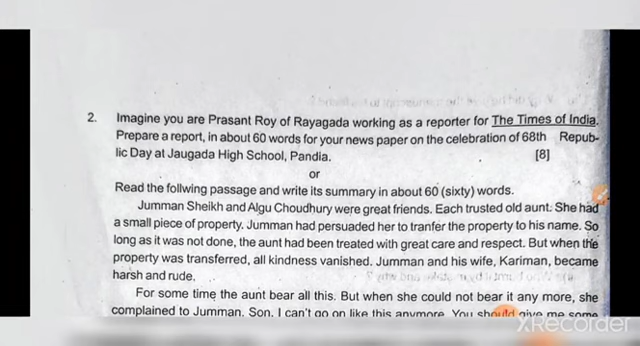 2. Imagine you are Prasant Roy of Rayagada working as a reporter for The Times of India.
Prepare a report, in about 60 words for your news paper on the celebration of 68th Repub-
lic Day at Jaugada High School, Pandia. [8]
or
Read the follwing passage and write its summary in about 60 (sixty) words.
Jumman Sheikh and Algu Choudhury were great friends. Each trusted old aunt. She had
a small piece of property. Jumman had persuaded her to tranfer the property to his name. So
long as it was not done, the aunt had been treated with great care and respect. But when the
property was transferred, all kindness vanished. Jumman and his wife, Kariman, became
harsh and rude.
For some time the aunt bear all this. But when she could not bear it any more, she
complained to Jumman. Son, I can't go on like this anymore. You should give me some
XRecorder